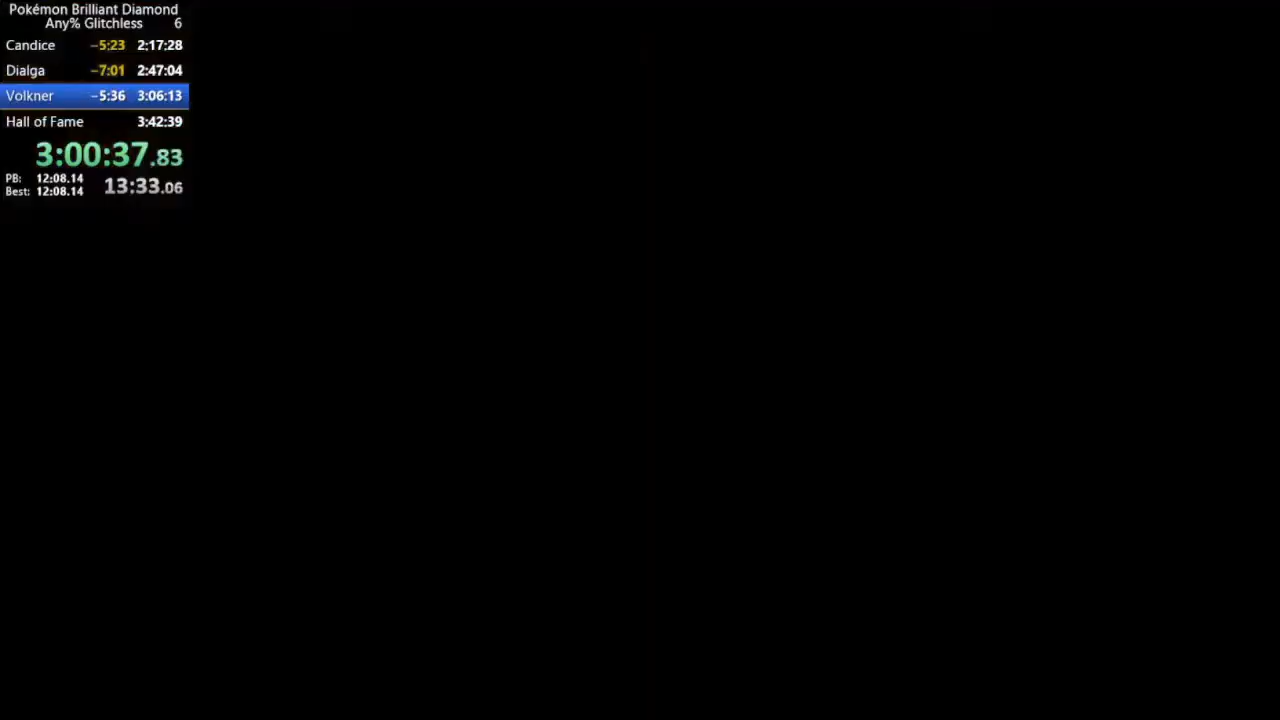 Pokémon Brilliant Diamond
Any% Glitchless 6
Candice −5:23 2:17:28
Dialga −7:01 2:47:04
Volkner −5:36 3:06:13
Hall of Fame 3:42:39
3:00:37.83
PB: 12:08.14 13:33.06
Best: 12:08.14